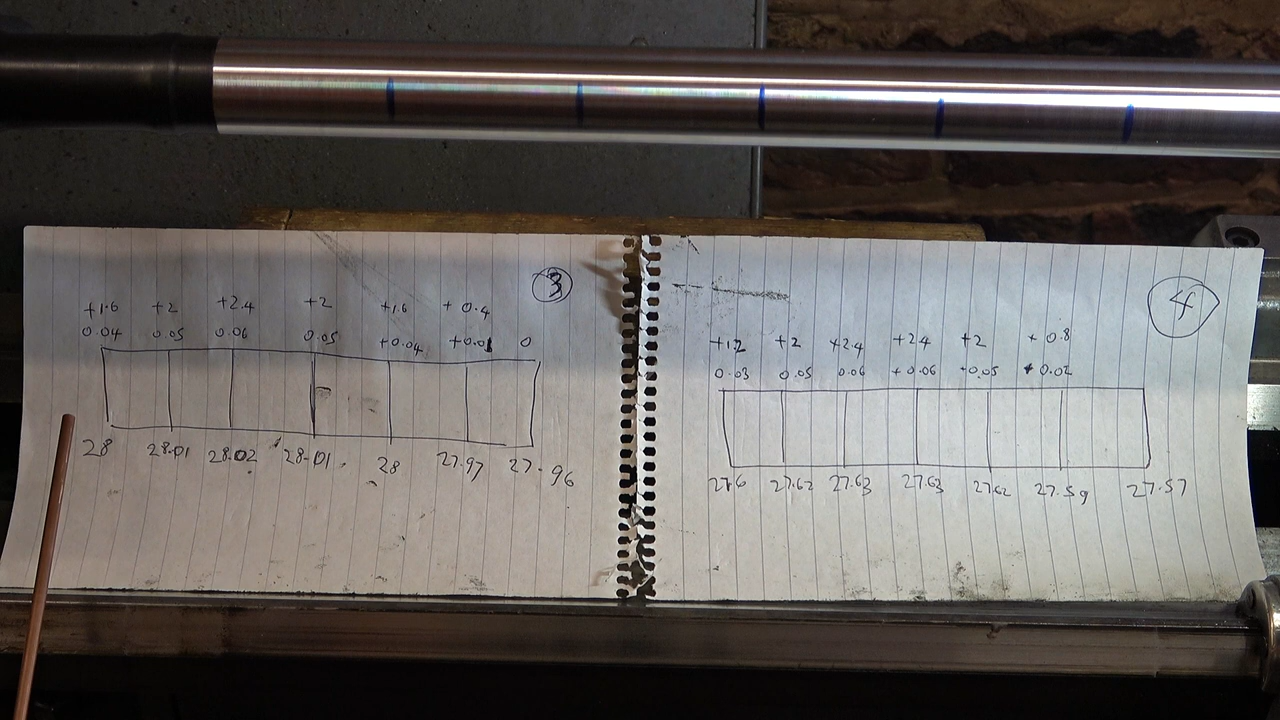 3
+1.6 +2 +2.4 +2 +1.6 + 0.4
0.04 0.05 0.06 0.05 +0.04 +0.01 0
28 28.01 28.02 28.01 28 27.97 27.96
4
+1.2 +2 +2.4 +2.4 +2 + 0.8
0.03 0.05 0.06 +0.06 +0.05 +0.02
27.6 27.62 27.63 27.63 27.62 27.59 27.57